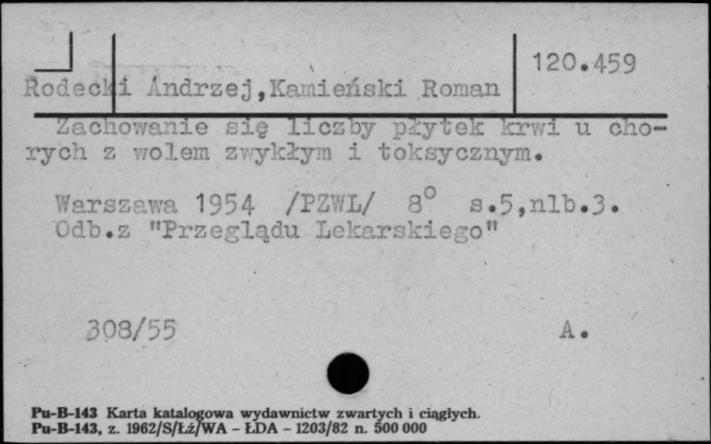 120.459
Rodecki Andrzej,Kamieński Roman
Zachowanie się liczby płytek krwi u cho-
rych z wolem zwykłym i toksycznym.
Warszawa 1954 /PZWL/ 8° s.5,nlb.3.
Odb.z "Przeglądu Lekarskiego"
308/55 A.
Pu-B-143 Karta katalogowa wydawnictw zwartych i ciągłych.
Pu-B-143, z. 1962/S/Łź/WA – ŁDA – 1203/82 n. 500 000